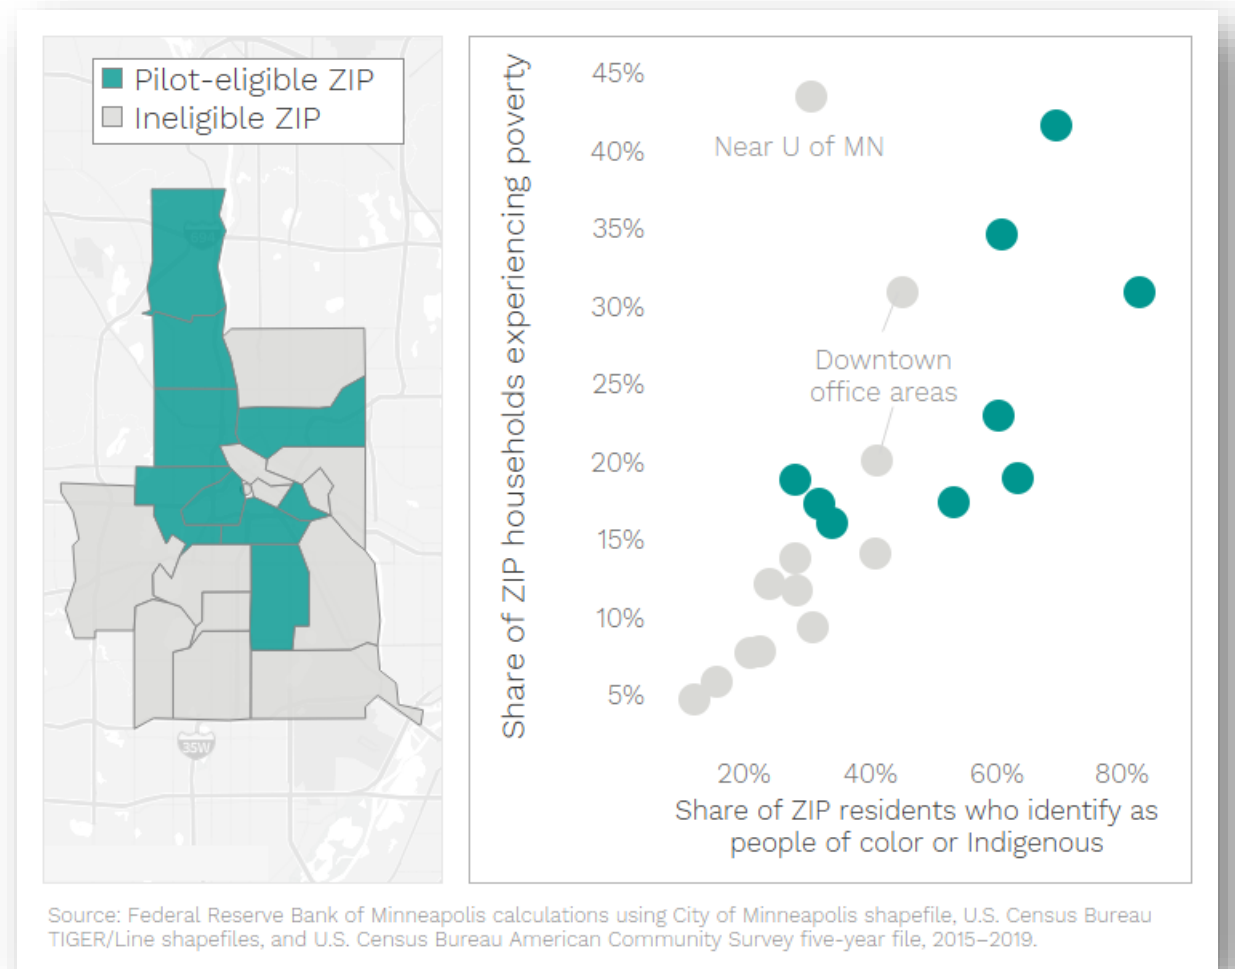 Pilot-eligible ZIP
Ineligible ZIP
694
35W
Share of ZIP households experiencing poverty
45%
40%
35%
30%
25%
20%
15%
10%
5%
Near U of MN
Downtown
office areas
20% 40% 60% 80%
Share of ZIP residents who identify as
people of color or Indigenous
Source: Federal Reserve Bank of Minneapolis calculations using City of Minneapolis shapefile, U.S. Census Bureau
TIGER/Line shapefiles, and U.S. Census Bureau American Community Survey five-year file, 2015–2019.